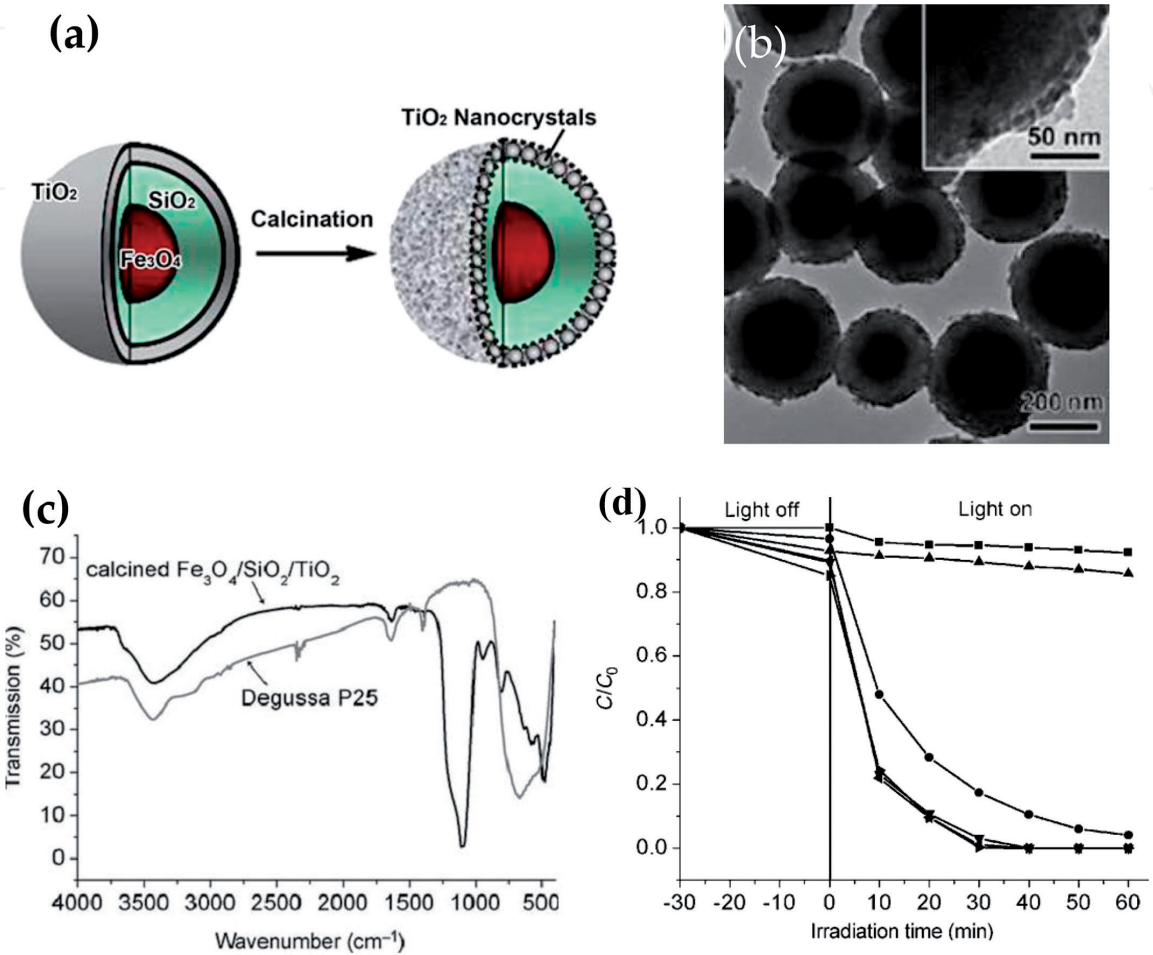 (a)
TiO₂
SiO₂
Fe₃O₄
Calcination
TiO₂ Nanocrystals
(b)
50 nm
200 nm
(c)
70
60
50
40
30
20
10
0
Transmission (%)
calcined Fe₃O₄/SiO₂/TiO₂
Degussa P25
4000 3500 3000 2500 2000 1500 1000 500
Wavenumber (cm⁻¹)
(d)
Light off Light on
1.0
0.8
0.6
0.4
0.2
0.0
C/C₀
-30 -20 -10 0 10 20 30 40 50 60
Irradiation time (min)